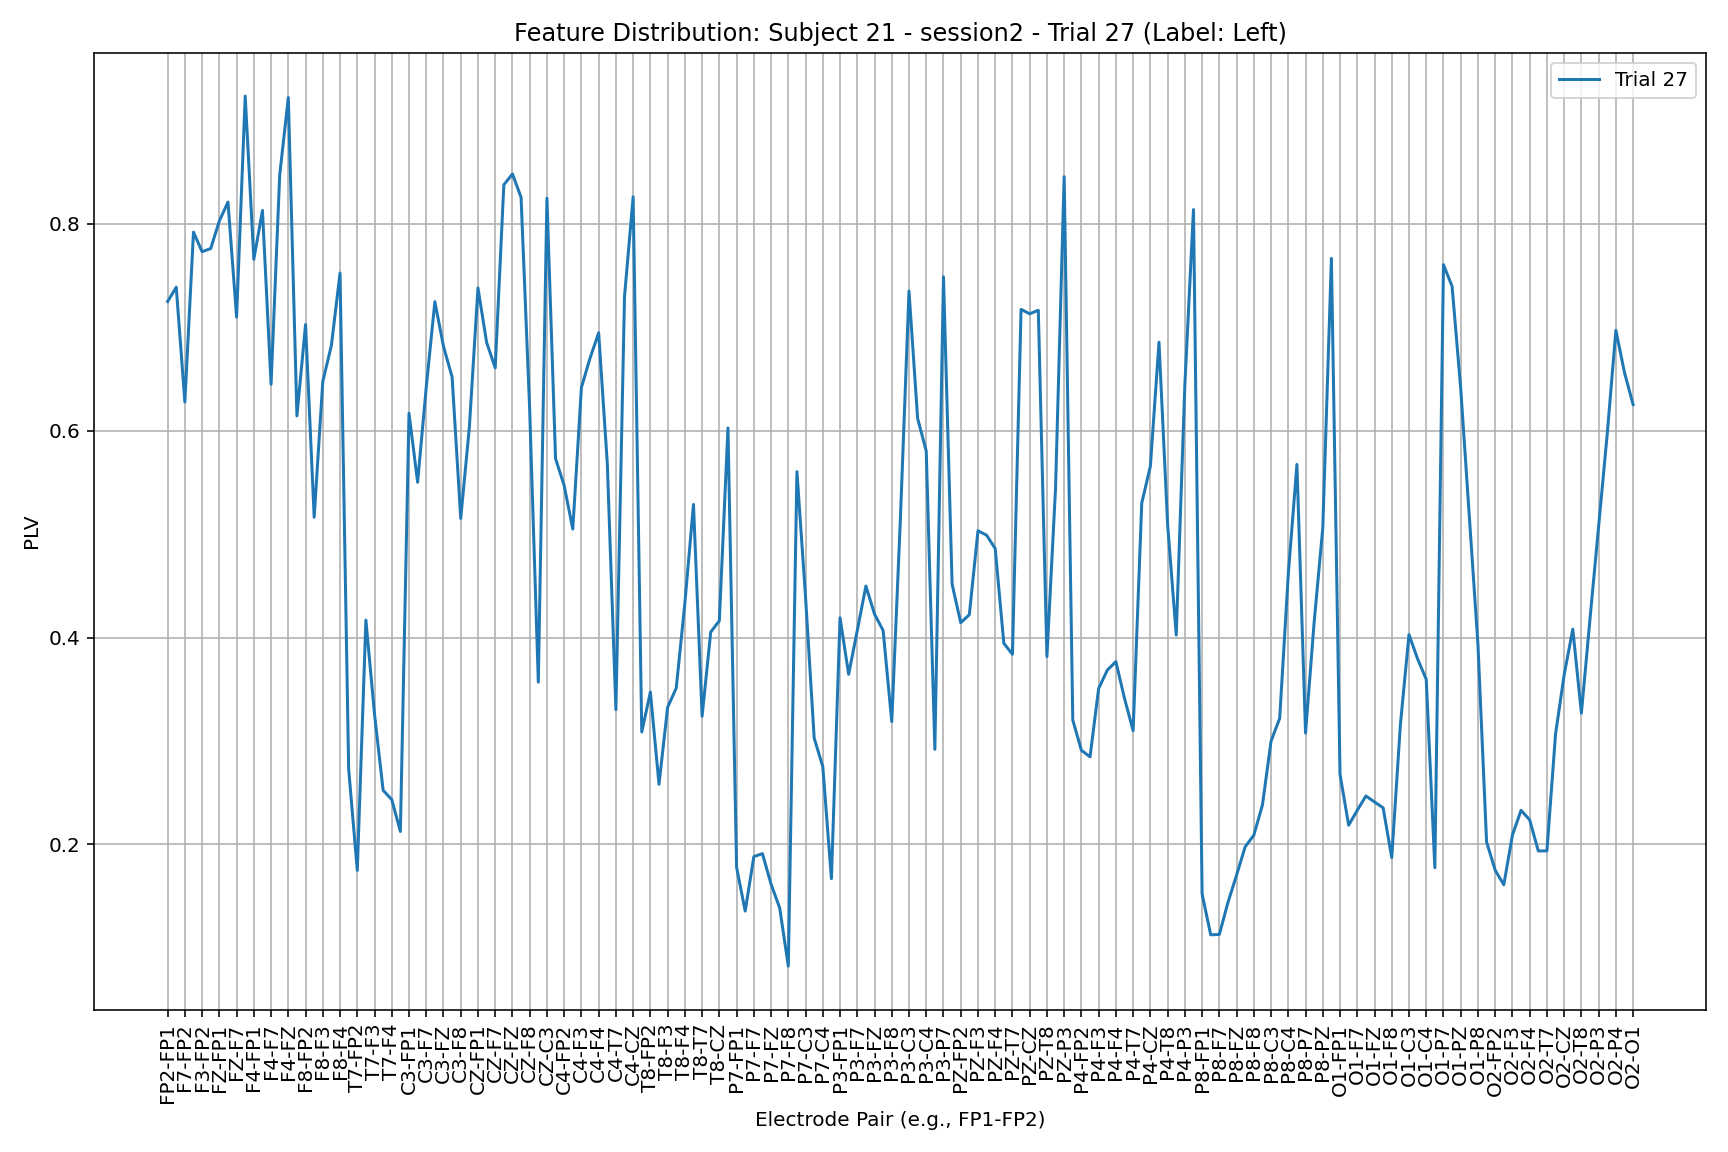 Feature Distribution: Subject 21 - session2 - Trial 27 (Label: Left)
Trial 27
PLV
0.8
0.6
0.4
0.2
FP2-FP1
F7-FP2
F3-FP2
FZ-FP1
FZ-F7
F4-FP1
F4-F7
F4-FZ
F8-FP2
F8-F3
F8-F4
T7-FP2
T7-F3
T7-F4
C3-FP1
C3-F7
C3-FZ
C3-F8
CZ-FP1
CZ-F7
CZ-FZ
CZ-F8
CZ-C3
C4-FP2
C4-F3
C4-F4
C4-T7
C4-CZ
T8-FP2
T8-F3
T8-F4
T8-T7
T8-CZ
P7-FP1
P7-F7
P7-FZ
P7-F8
P7-C3
P7-C4
P3-FP1
P3-F7
P3-FZ
P3-F8
P3-C3
P3-C4
P3-P7
PZ-FP2
PZ-F3
PZ-F4
PZ-T7
PZ-CZ
PZ-T8
PZ-P3
P4-FP2
P4-F3
P4-F4
P4-T7
P4-CZ
P4-T8
P4-P3
P8-FP1
P8-F7
P8-FZ
P8-F8
P8-C3
P8-C4
P8-P7
P8-PZ
O1-FP1
O1-F7
O1-FZ
O1-F8
O1-C3
O1-C4
O1-P7
O1-PZ
O1-P8
O2-FP2
O2-F3
O2-F4
O2-T7
O2-CZ
O2-T8
O2-P3
O2-P4
O2-O1
Electrode Pair (e.g., FP1-FP2)